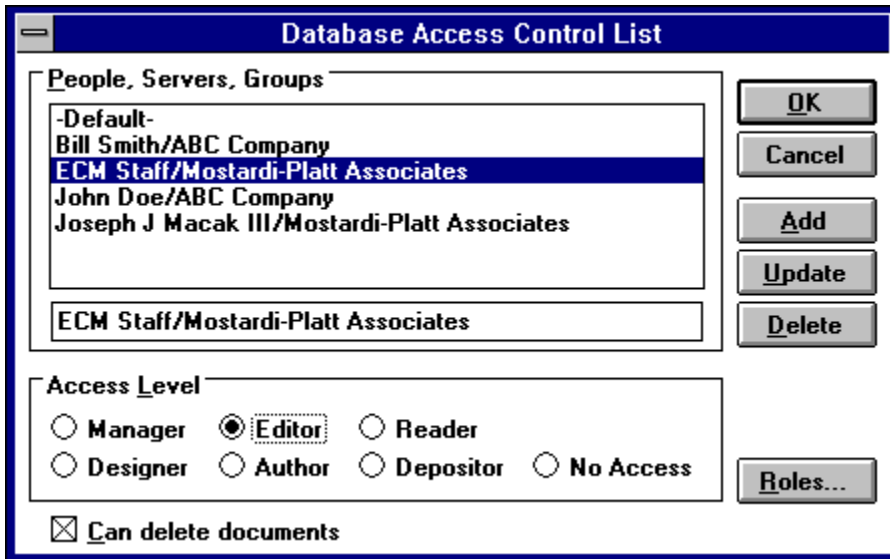 Database Access Control List
People, Servers, Groups
-Default-
Bill Smith/ABC Company
ECM Staff/Mostardi-Platt Associates
John Doe/ABC Company
Joseph J Macak III/Mostardi-Platt Associates
ECM Staff/Mostardi-Platt Associates
OK
Cancel
Add
Update
Delete
Access Level
Manager Editor Reader
Designer Author Depositor No Access
Roles...
Can delete documents